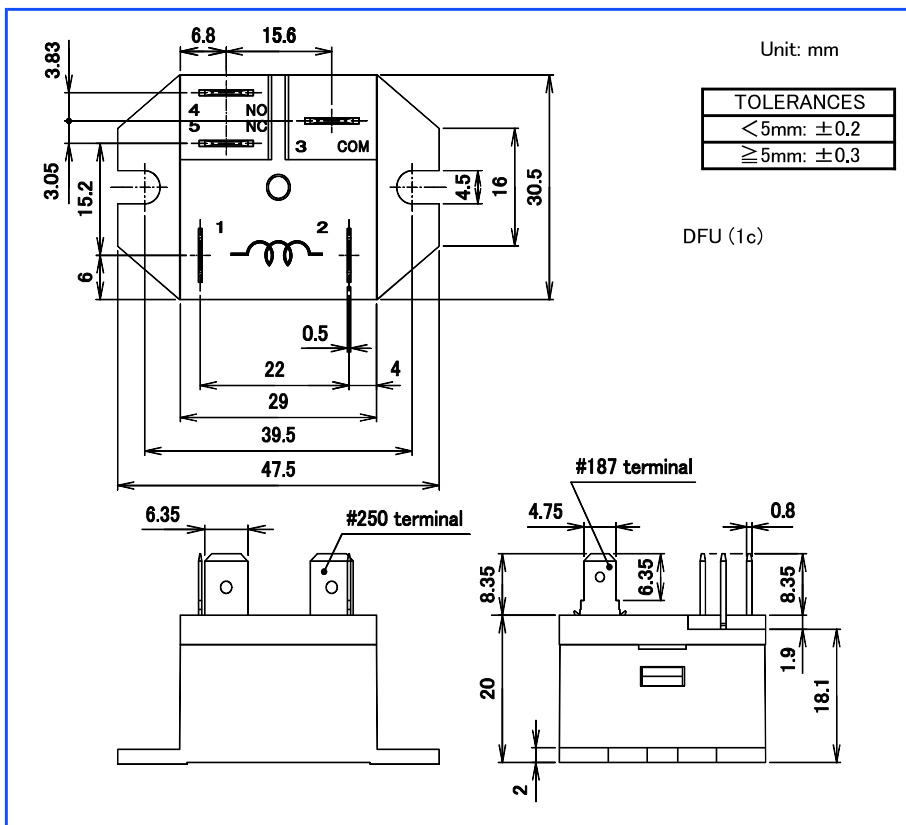 6.8
15.6
3.83
3.05
15.2
6
4 NO
5 NC
3 COM
1
2
4.5
16
30.5
0.5
22
4
29
39.5
47.5
Unit: mm
TOLERANCES
<5mm: ±0.2
≧5mm: ±0.3
DFU (1c)
6.35
#250 terminal
#187 terminal
4.75
0.8
8.35
6.35
8.35
20
1.9
18.1
2